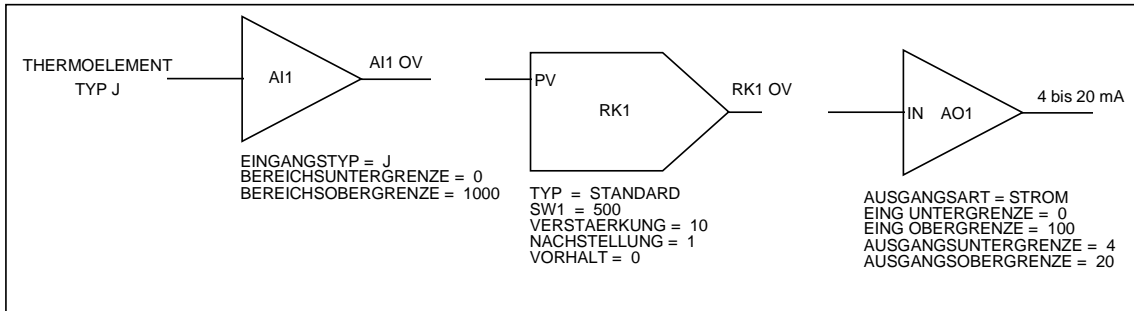 THERMOELEMENT
TYP J
AI1
AI1 OV
EINGANGSTYP = J
BEREICHSUNTERGRENZE = 0
BEREICHSOBERGRENZE = 1000
PV
RK1
RK1 OV
TYP = STANDARD
SW1 = 500
VERSTAERKUNG = 10
NACHSTELLUNG = 1
VORHALT = 0
IN AO1
4 bis 20 mA
AUSGANGSART = STROM
EING UNTERGRENZE = 0
EING OBERGRENZE = 100
AUSGANGSUNTERGRENZE = 4
AUSGANGSOBERGRENZE = 20